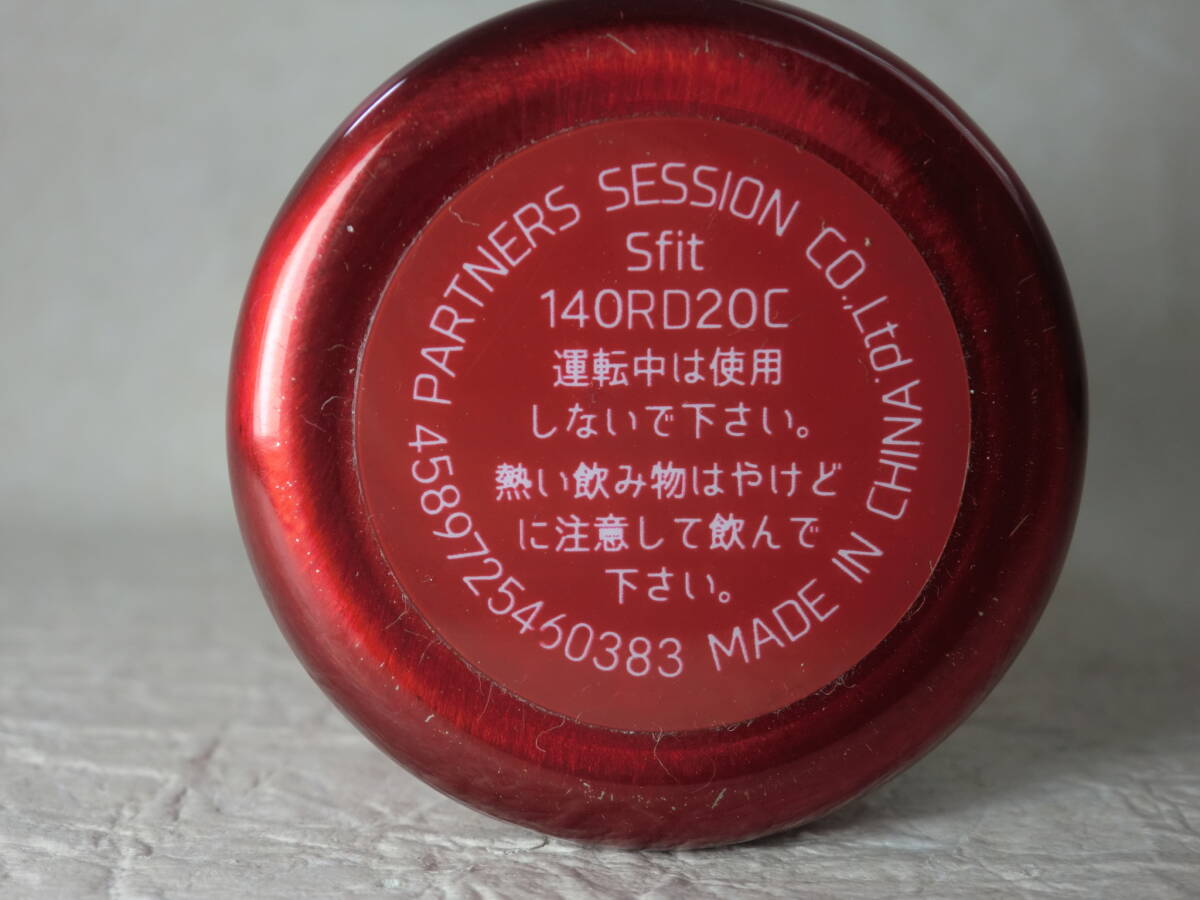 PARTNERS SESSION CO.,Ltd.
Sfit
140RD20C
運転中は使用
しないで下さい。
熱い飲み物はやけど
に注意して飲んで
下さい。
4589725460383
MADE IN CHINA